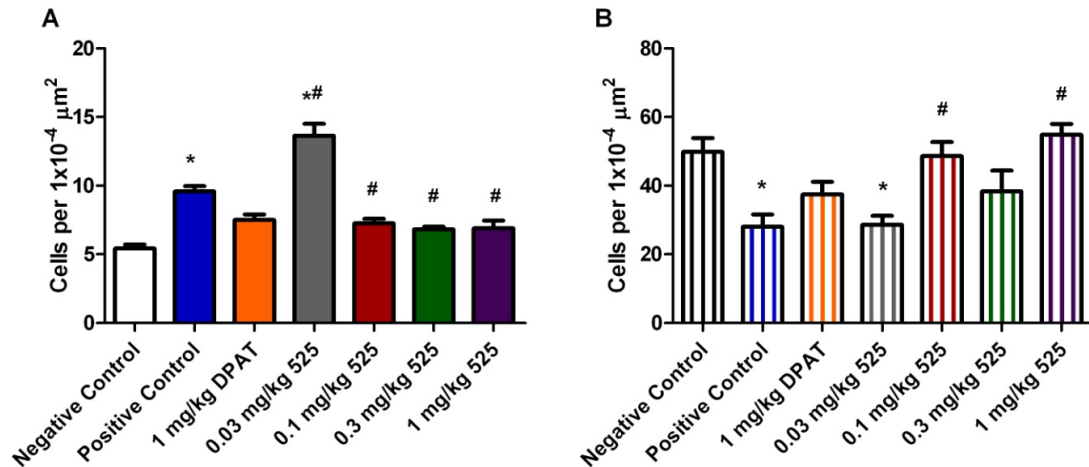 A
Cells per 1x10⁻⁴ μm²
20
15
10
5
0
*
*#
#
#
#
Negative Control
Positive Control
1 mg/kg DPAT
0.03 mg/kg 525
0.1 mg/kg 525
0.3 mg/kg 525
1 mg/kg 525
B
Cells per 1x10⁻⁴ μm²
80
60
40
20
0
*
*
#
#
Negative Control
Positive Control
1 mg/kg DPAT
0.03 mg/kg 525
0.1 mg/kg 525
0.3 mg/kg 525
1 mg/kg 525